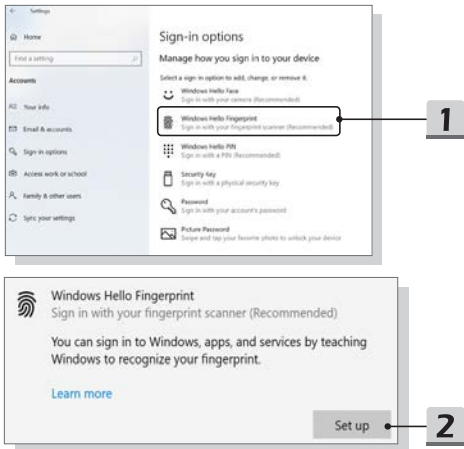 Settings
Home
Find a setting
Accounts
Your info
Email & accounts
Sign-in options
Access work or school
Family & other users
Sync your settings
Sign-in options
Manage how you sign in to your device
Select a sign in option to add, change, or remove it.
Windows Hello Face
Sign in with your camera (Recommended)
Windows Hello Fingerprint
Sign in with your fingerprint scanner (Recommended)
Windows Hello PIN
Sign in with a PIN (Recommended)
Security Key
Sign in with a physical security key
Password
Sign in with your account's password
Picture Password
Swipe and tap your favorite photo to unlock your device
1
Windows Hello Fingerprint
Sign in with your fingerprint scanner (Recommended)
You can sign in to Windows, apps, and services by teaching
Windows to recognize your fingerprint.
Learn more
Set up
2